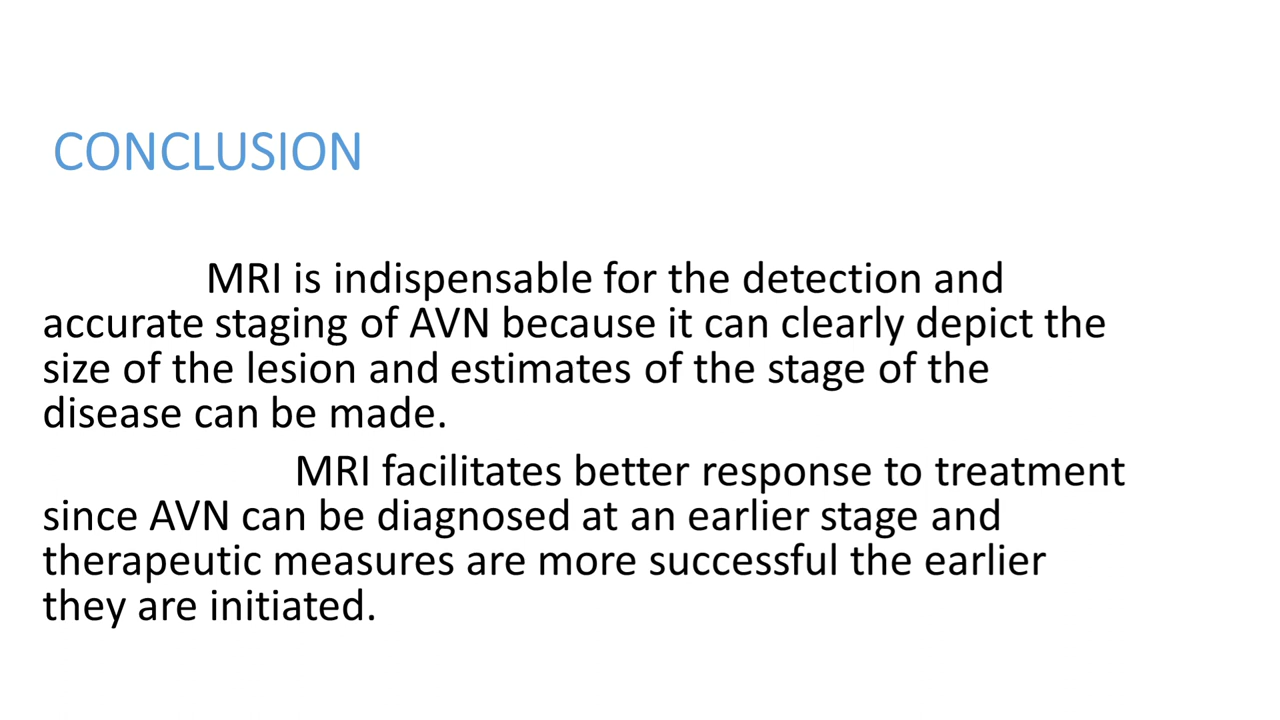 CONCLUSION
MRI is indispensable for the detection and
accurate staging of AVN because it can clearly depict the
size of the lesion and estimates of the stage of the
disease can be made.
MRI facilitates better response to treatment
since AVN can be diagnosed at an earlier stage and
therapeutic measures are more successful the earlier
they are initiated.